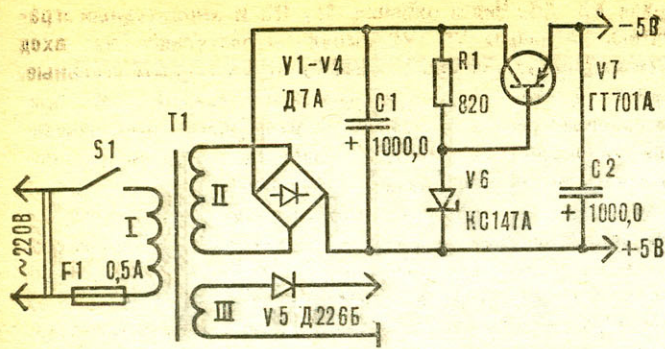 -5В
V1-V4
Д7А
C1
+ 1000,0
R1
820
V7
ГТ701А
T1
S1
II
V6
КС147А
C2
+ 1000,0
+5В
~220В
I
F1 0,5А
III
V5 Д226Б